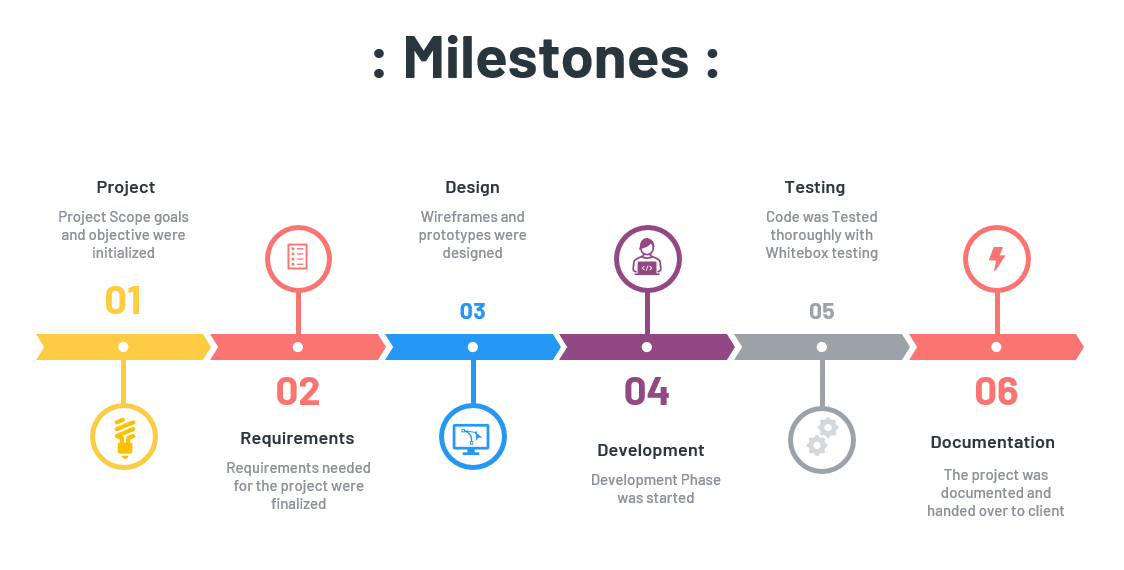 : Milestones :
Project
Project Scope goals
and objective were
initialized
01
02
Requirements
Requirements needed
for the project were
finalized
Design
Wireframes and
prototypes were
designed
03
</>
04
Development
Development Phase
was started
Testing
Code was Tested
thoroughly with
Whitebox testing
05
06
Documentation
The project was
documented and
handed over to client